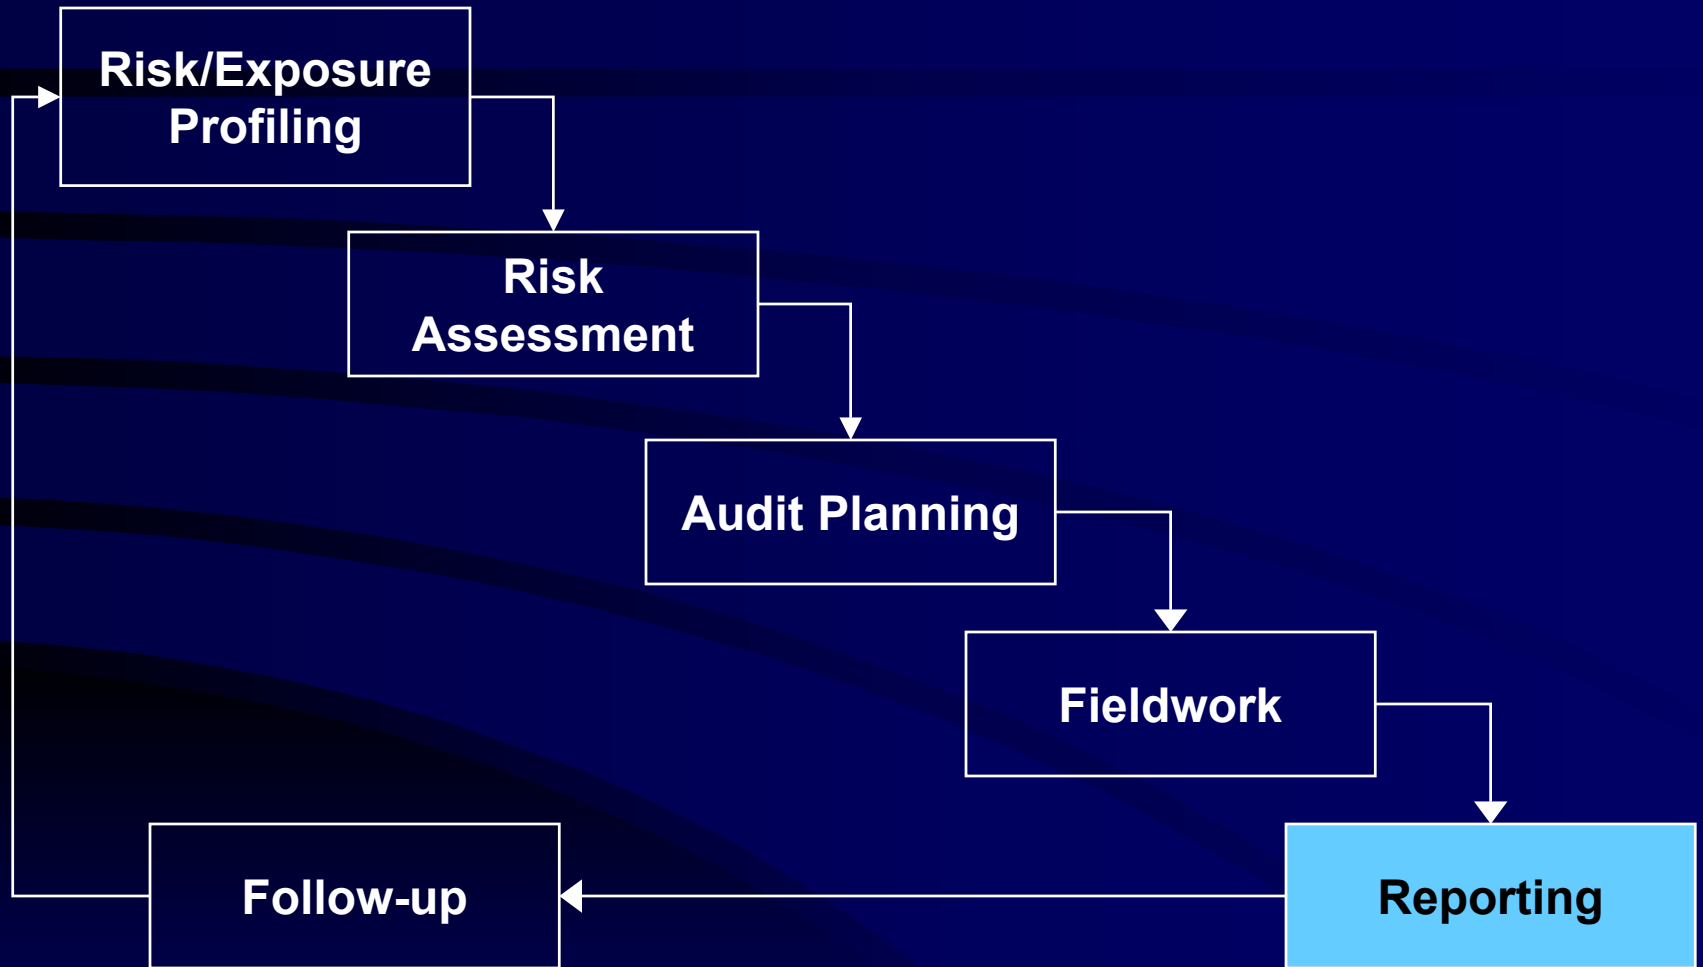 Risk/Exposure
Profiling
Risk
Assessment
Audit Planning
Fieldwork
Follow-up
Reporting